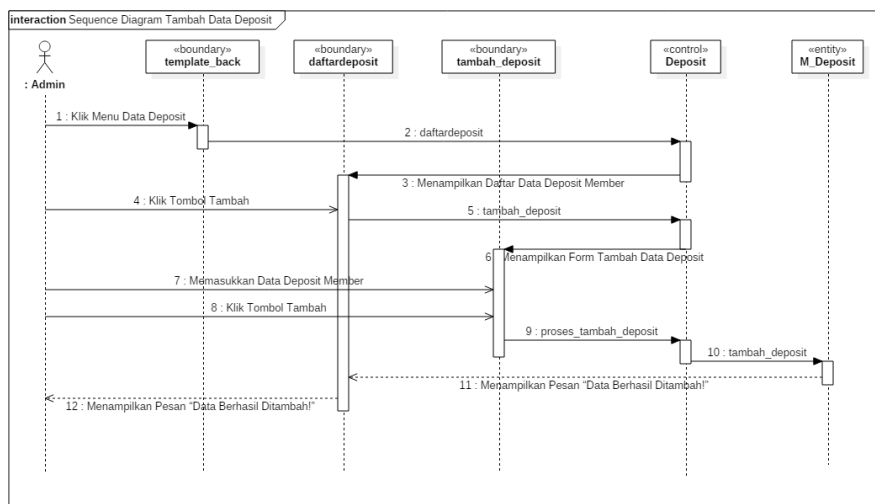 interaction Sequence Diagram Tambah Data Deposit
«boundary» «boundary» «boundary» «control» «entity»
template_back daftardeposit tambah_deposit Deposit M_Deposit
: Admin
1 : Klik Menu Data Deposit
2 : daftardeposit
3 : Menampilkan Daftar Data Deposit Member
4 : Klik Tombol Tambah
5 : tambah_deposit
6 : Menampilkan Form Tambah Data Deposit
7 : Memasukkan Data Deposit Member
8 : Klik Tombol Tambah
9 : proses_tambah_deposit
10 : tambah_deposit
11 : Menampilkan Pesan “Data Berhasil Ditambah!”
12 : Menampilkan Pesan “Data Berhasil Ditambah!”